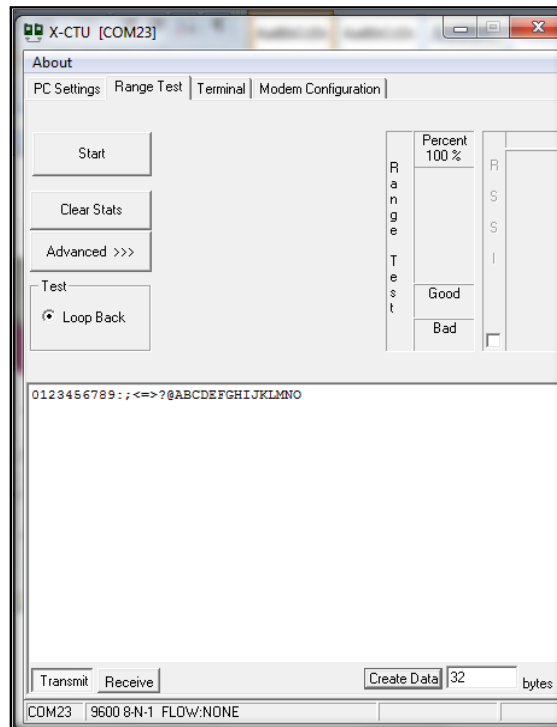 X-CTU [COM23]
About
PC Settings
Range Test
Terminal
Modem Configuration
Start
Clear Stats
Advanced >>>
Test
Loop Back
Range Test
Percent
100 %
Good
Bad
RSSI
0123456789:;<=>?@ABCDEFGHIJKLMNO
Transmit
Receive
Create Data
32
bytes
COM23
9600 8-N-1 FLOW:NONE